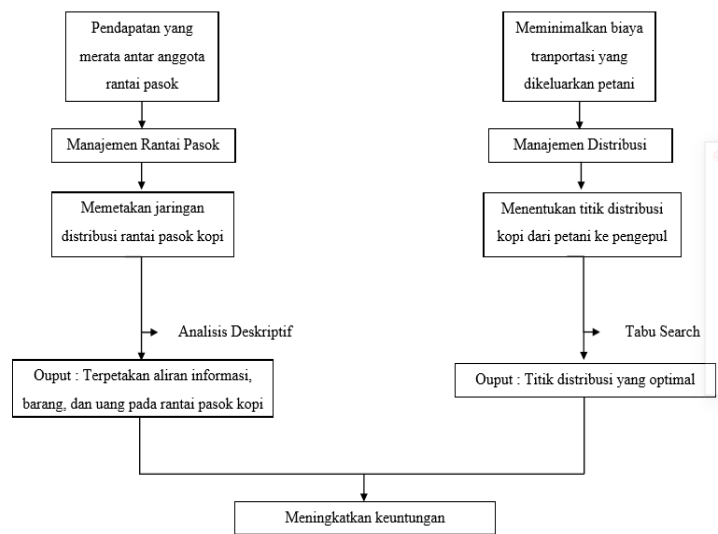 Pendapatan yang
merata antar anggota
rantai pasok
Manajemen Rantai Pasok
Memetakan jaringan
distribusi rantai pasok kopi
Analisis Deskriptif
Ouput : Terpetakan aliran informasi,
barang, dan uang pada rantai pasok kopi
Meminimalkan biaya
tranportasi yang
dikeluarkan petani
Manajemen Distribusi
Menentukan titik distribusi
kopi dari petani ke pengepul
Tabu Search
Ouput : Titik distribusi yang optimal
Meningkatkan keuntungan